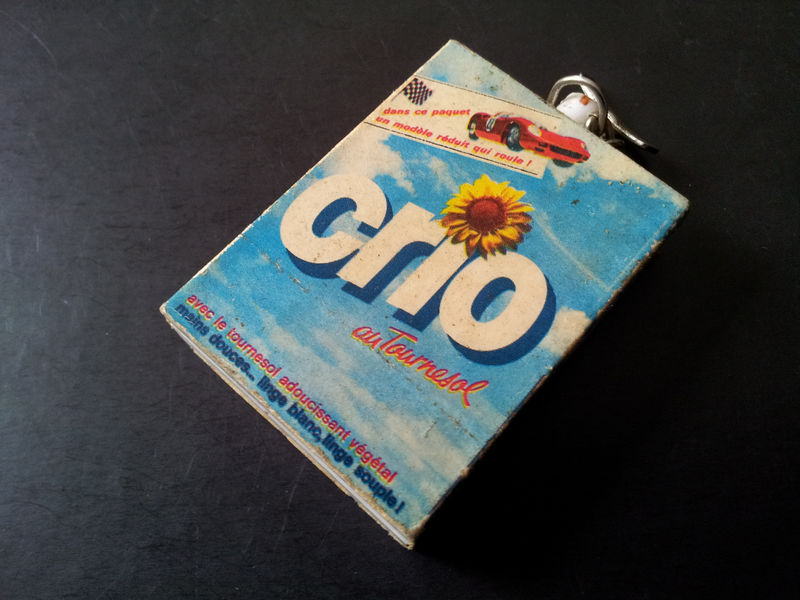 dans ce paquet
un modèle réduit qui roule !
crio
au Tournesol
avec le tournesol adoucissant végétal
mains douces... linge blanc, linge souple !